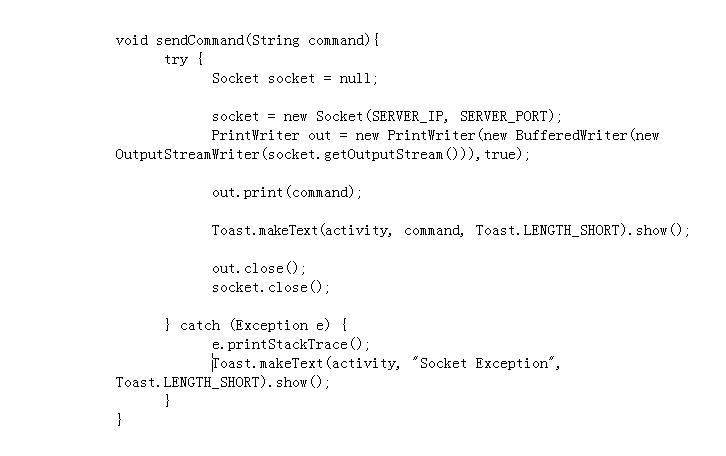 void sendCommand(String command){
try {
Socket socket = null;
socket = new Socket(SERVER_IP, SERVER_PORT);
PrintWriter out = new PrintWriter(new BufferedWriter(new
OutputStreamWriter(socket.getOutputStream())),true);
out.print(command);
Toast.makeText(activity, command, Toast.LENGTH_SHORT).show();
out.close();
socket.close();
} catch (Exception e) {
e.printStackTrace();
Toast.makeText(activity, "Socket Exception",
Toast.LENGTH_SHORT).show();
}
}